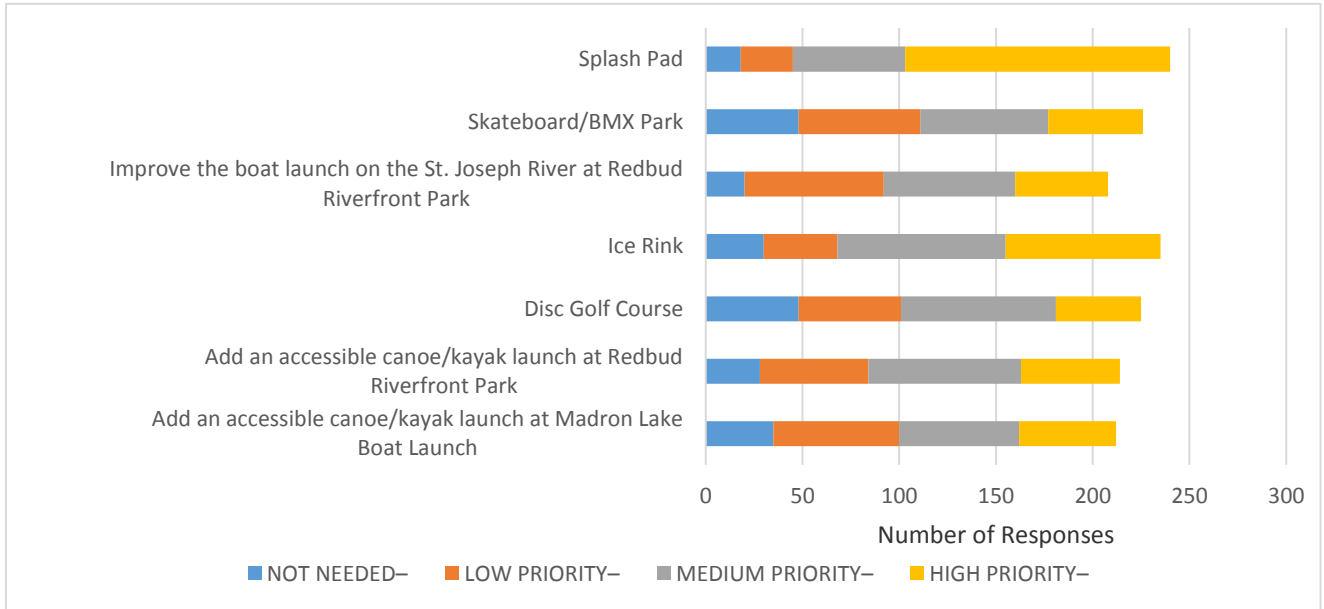 Splash Pad
Skateboard/BMX Park
Improve the boat launch on the St. Joseph River at Redbud
Riverfront Park
Ice Rink
Disc Golf Course
Add an accessible canoe/kayak launch at Redbud
Riverfront Park
Add an accessible canoe/kayak launch at Madron Lake
Boat Launch
0 50 100 150 200 250 300
Number of Responses
NOT NEEDED– LOW PRIORITY– MEDIUM PRIORITY– HIGH PRIORITY–